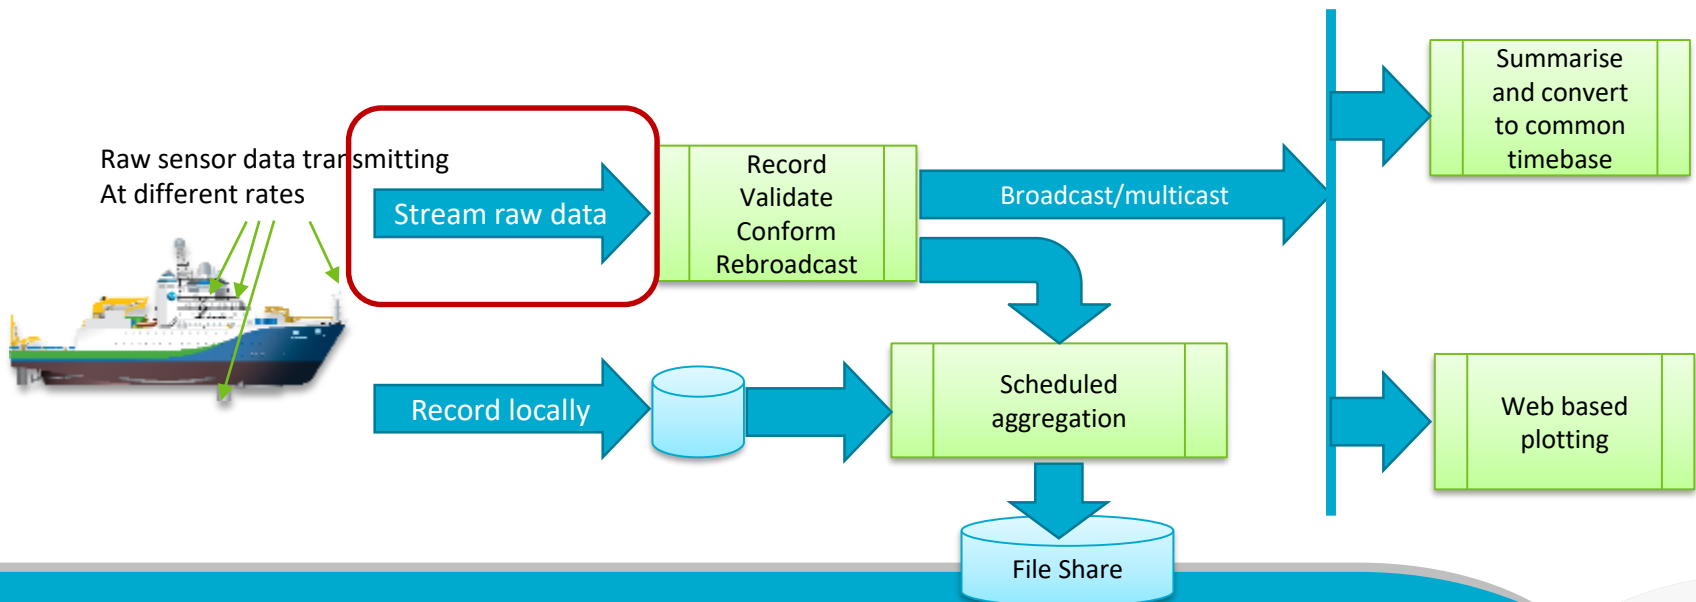 Raw sensor data transmitting
At different rates
Stream raw data
Record
Validate
Conform
Rebroadcast
Broadcast/multicast
Summarise
and convert
to common
timebase
Record locally
Scheduled
aggregation
Web based
plotting
File Share